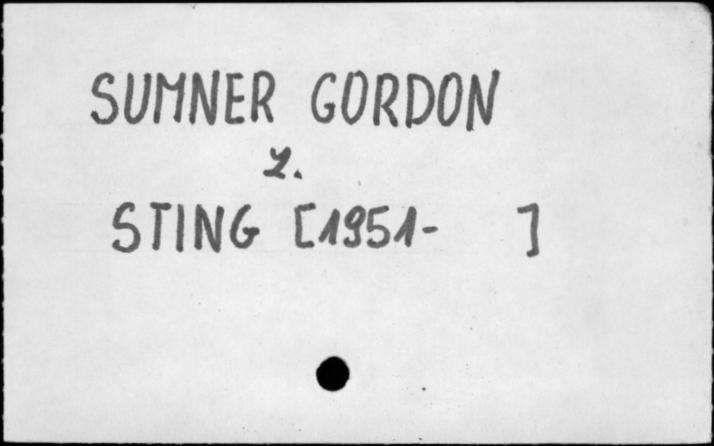 SUMNER GORDON
z.
STING [1951- ]